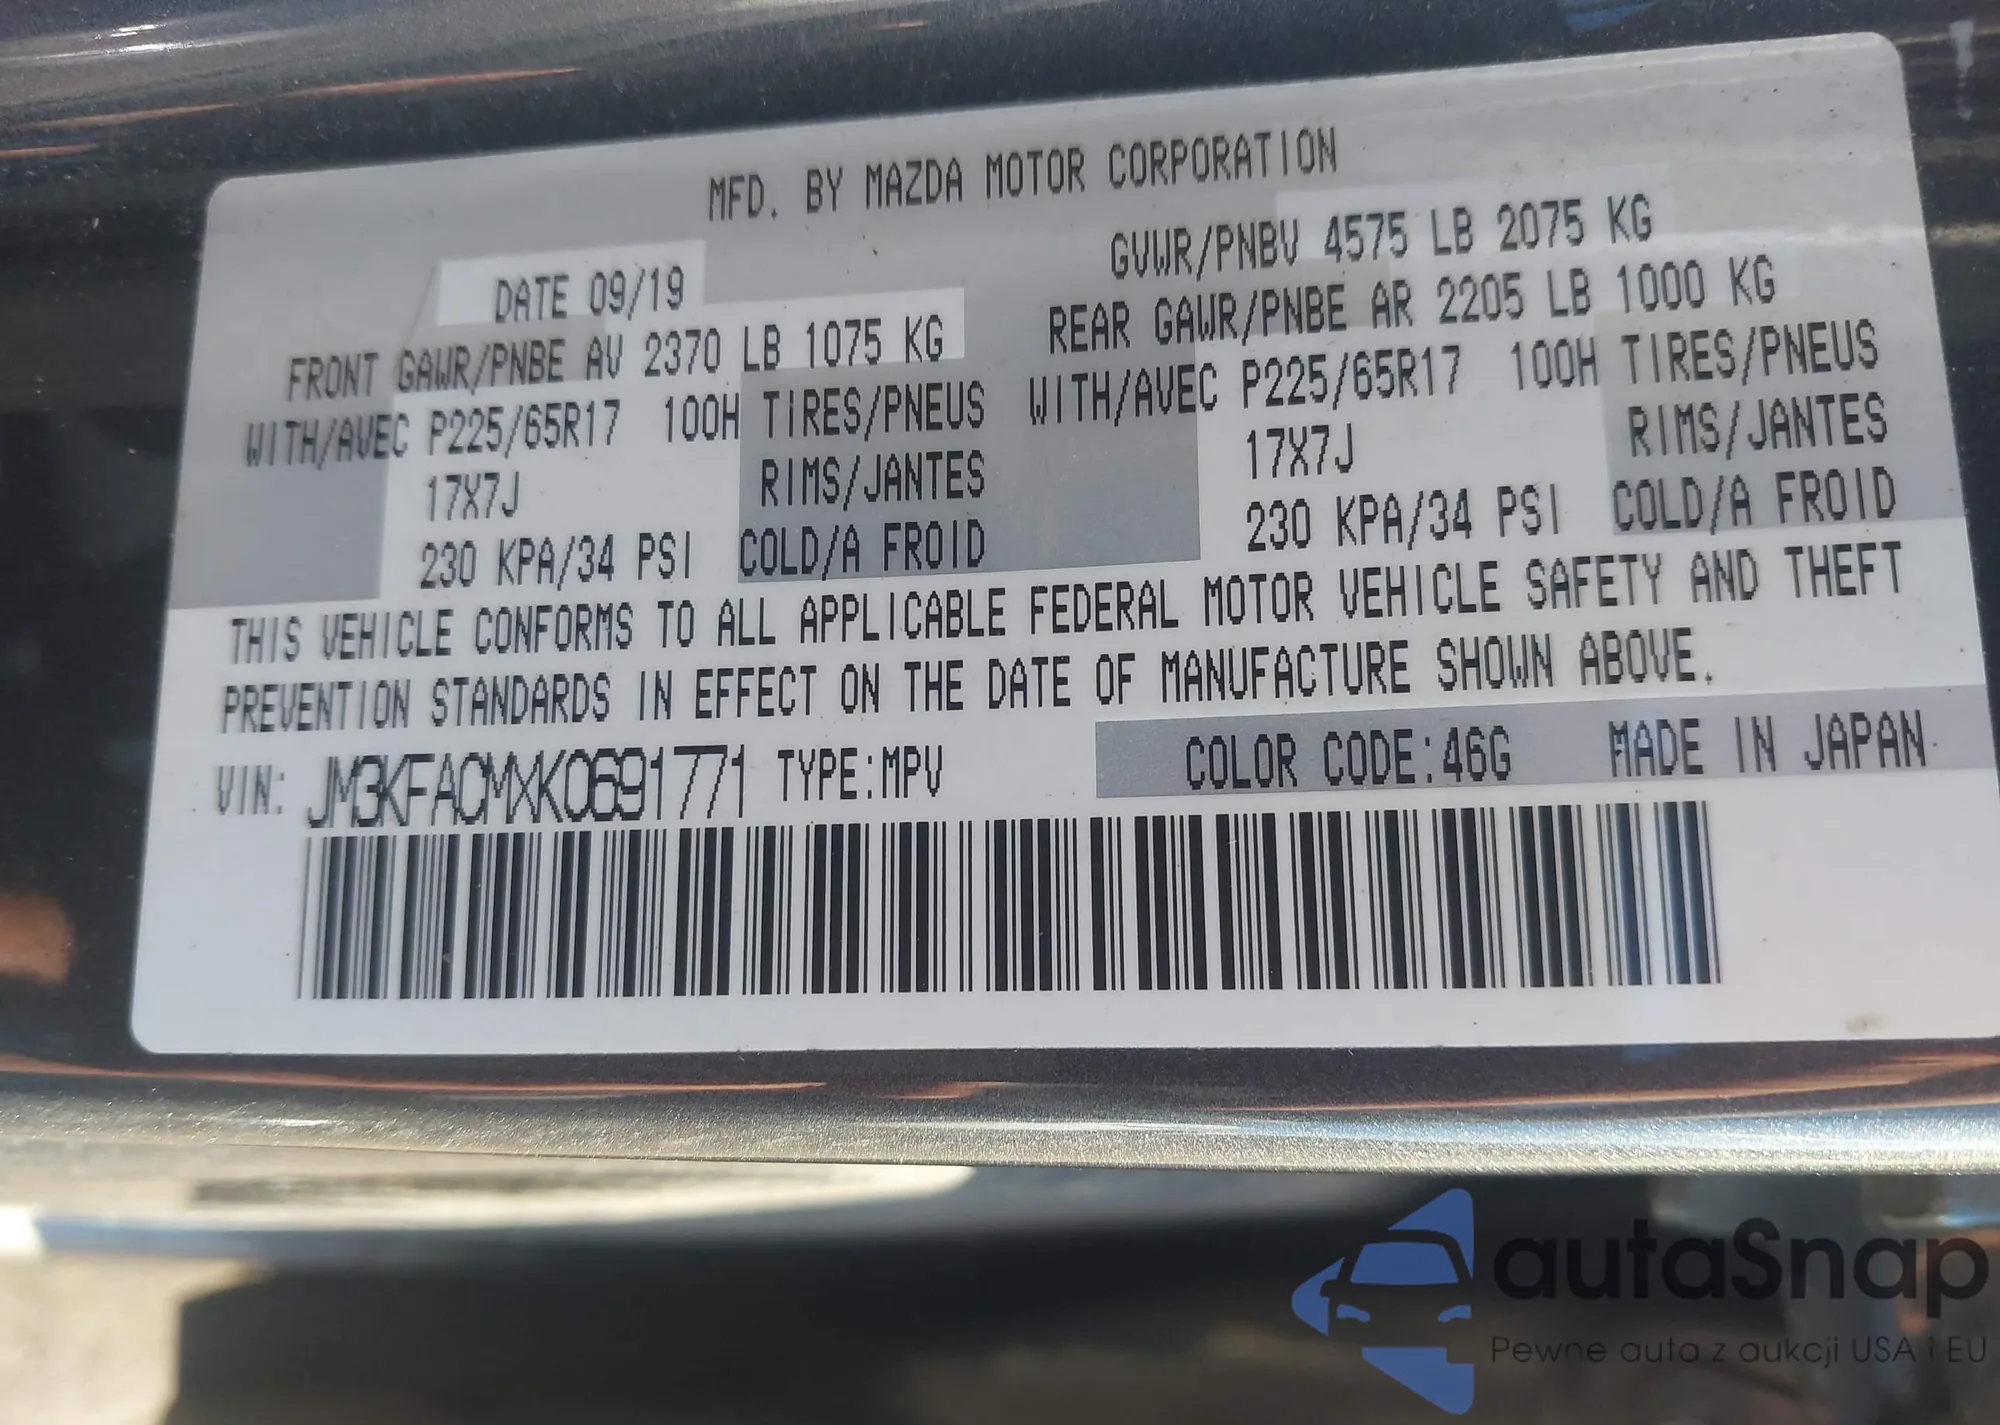 MFD. BY MAZDA MOTOR CORPORATION
DATE 09/19
GVWR/PNBV 4575 LB 2075 KG
FRONT GAWR/PNBE AV 2370 LB 1075 KG
REAR GAWR/PNBE AR 2205 LB 1000 KG
WITH/AVEC P225/65R17 100H TIRES/PNEUS
WITH/AVEC P225/65R17 100H TIRES/PNEUS
17X7J RIMS/JANTES
17X7J RIMS/JANTES
230 KPA/34 PSI COLD/A FROID
230 KPA/34 PSI COLD/A FROID
THIS VEHICLE CONFORMS TO ALL APPLICABLE FEDERAL MOTOR VEHICLE SAFETY AND THEFT
PREVENTION STANDARDS IN EFFECT ON THE DATE OF MANUFACTURE SHOWN ABOVE.
VIN: JM3KFACMXK0691771 TYPE:MPV COLOR CODE:46G MADE IN JAPAN
autaSnap
Pewne auta z aukcji USA i EU